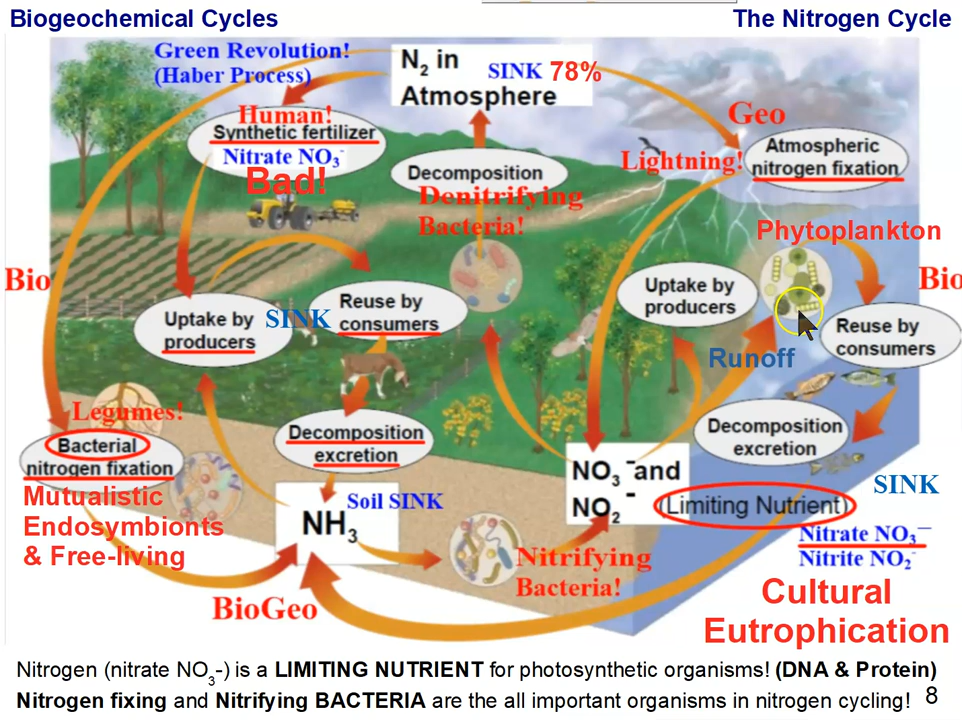 Biogeochemical Cycles
The Nitrogen Cycle
Green Revolution!
(Haber Process)
N₂ in
Atmosphere
SINK 78%
Human!
Synthetic fertilizer
Nitrate NO₃⁻
Bad!
Decomposition
Denitrifying
Bacteria!
Geo
Lightning!
Atmospheric
nitrogen fixation
Phytoplankton
Bio
Bio
Uptake by
producers
SINK
Reuse by
consumers
Uptake by
producers
Runoff
Reuse by
consumers
Legumes!
Bacterial
nitrogen fixation
Mutualistic
Endosymbionts
& Free-living
Decomposition
excretion
Soil SINK
NH₃
BioGeo
Nitrifying
Bacteria!
NO₃⁻ and
NO₂⁻
Decomposition
excretion
(Limiting Nutrient)
SINK
Nitrate NO₃⁻
Nitrite NO₂⁻
Cultural
Eutrophication
Nitrogen (nitrate NO₃-) is a LIMITING NUTRIENT for photosynthetic organisms! (DNA & Protein)
Nitrogen fixing and Nitrifying BACTERIA are the all important organisms in nitrogen cycling! 8